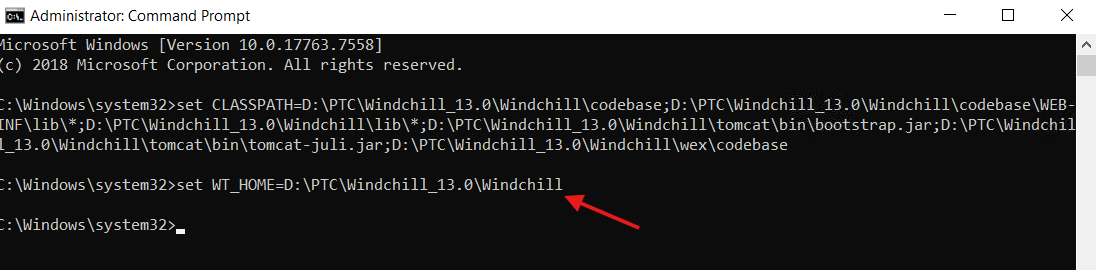 Administrator: Command Prompt
Microsoft Windows [Version 10.0.17763.7558]
(c) 2018 Microsoft Corporation. All rights reserved.
C:\Windows\system32>set CLASSPATH=D:\PTC\Windchill_13.0\Windchill\codebase;D:\PTC\Windchill_13.0\Windchill\codebase\WEB-
INF\lib\*;D:\PTC\Windchill_13.0\Windchill\lib\*;D:\PTC\Windchill_13.0\Windchill\tomcat\bin\bootstrap.jar;D:\PTC\Windchil
l_13.0\Windchill\tomcat\bin\tomcat-juli.jar;D:\PTC\Windchill_13.0\Windchill\wex\codebase
C:\Windows\system32>set WT_HOME=D:\PTC\Windchill_13.0\Windchill
C:\Windows\system32>